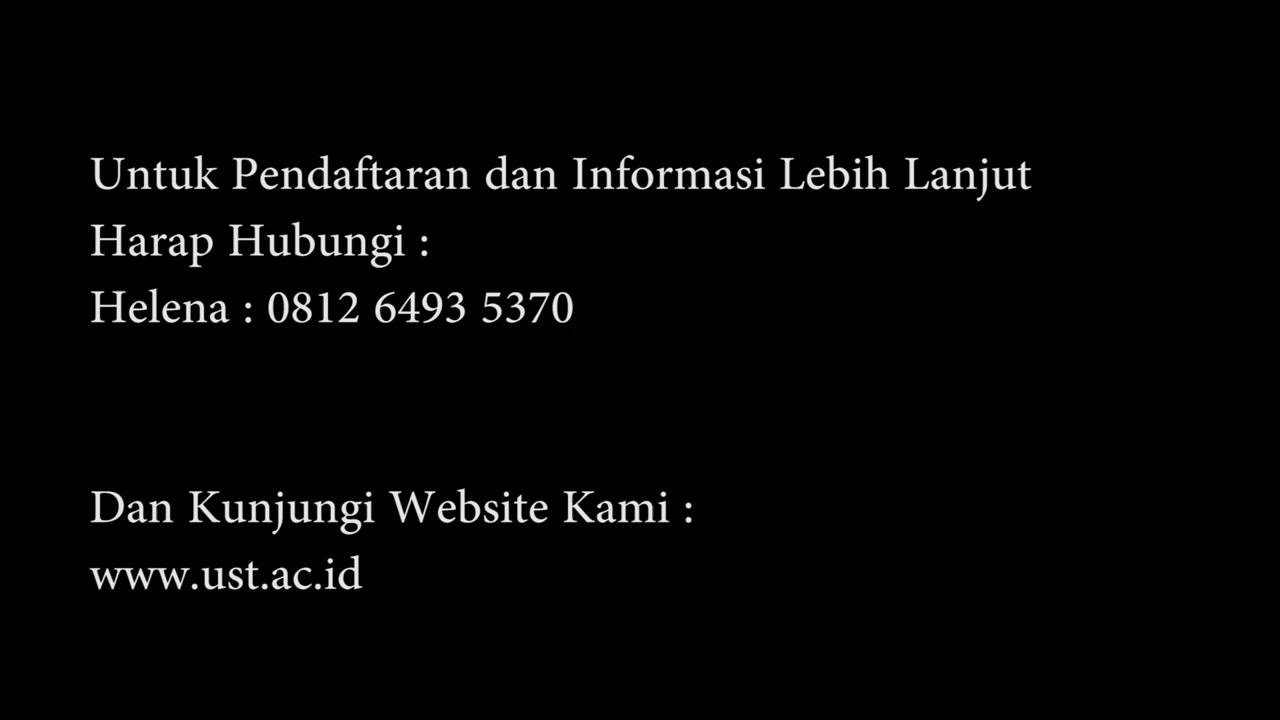 Untuk Pendaftaran dan Informasi Lebih Lanjut
Harap Hubungi :
Helena : 0812 6493 5370
Dan Kunjungi Website Kami :
www.ust.ac.id